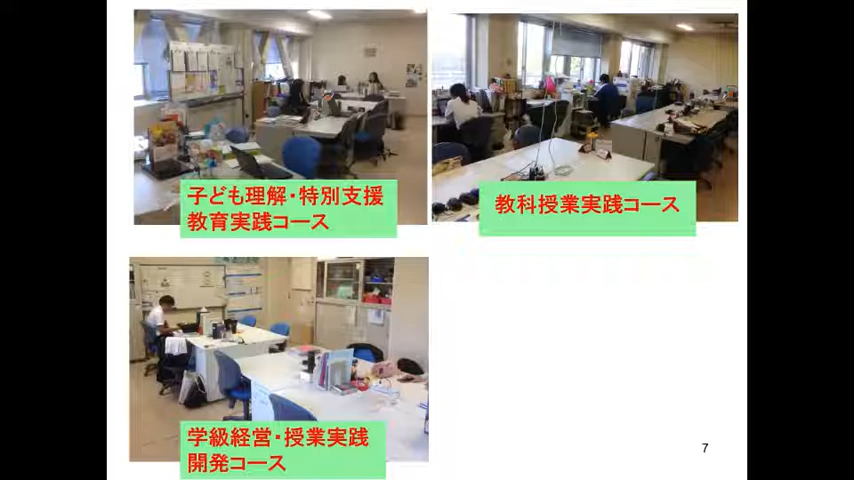 子ども理解・特別支援
教育実践コース
教科授業実践コース
学級経営・授業実践
開発コース
7